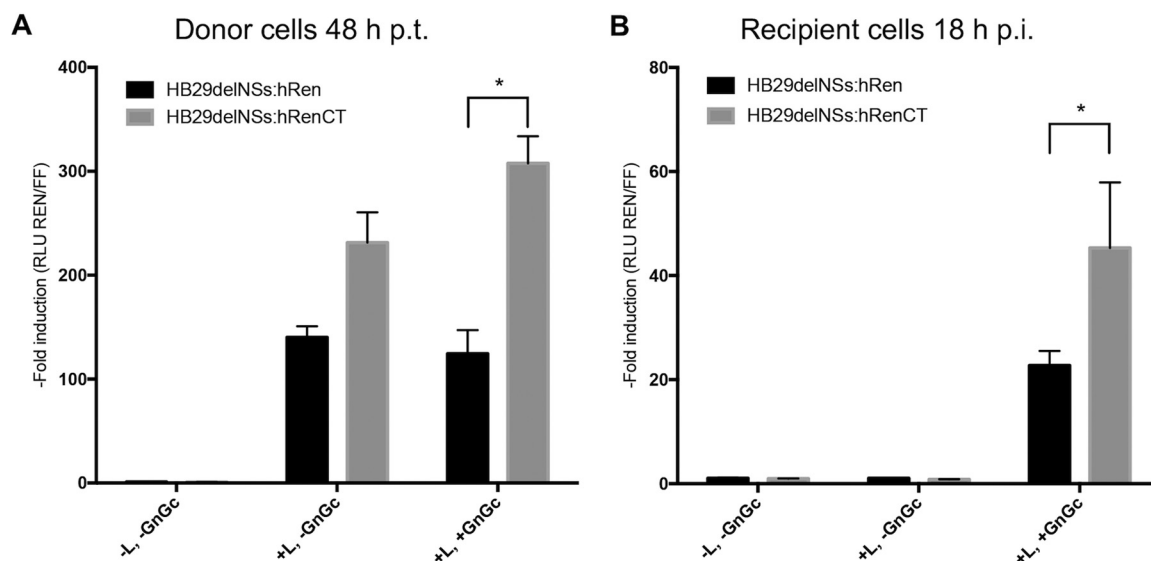 A
Donor cells 48 h p.t.
-Fold induction (RLU REN/FF)
400
300
200
100
0
HB29delNSs:hRen
HB29delNSs:hRenCT
*
-L, -GnGc
+L, -GnGc
+L, +GnGc
B
Recipient cells 18 h p.i.
-Fold induction (RLU REN/FF)
80
60
40
20
0
HB29delNSs:hRen
HB29delNSs:hRenCT
*
-L, -GnGc
+L, -GnGc
+L, +GnGc